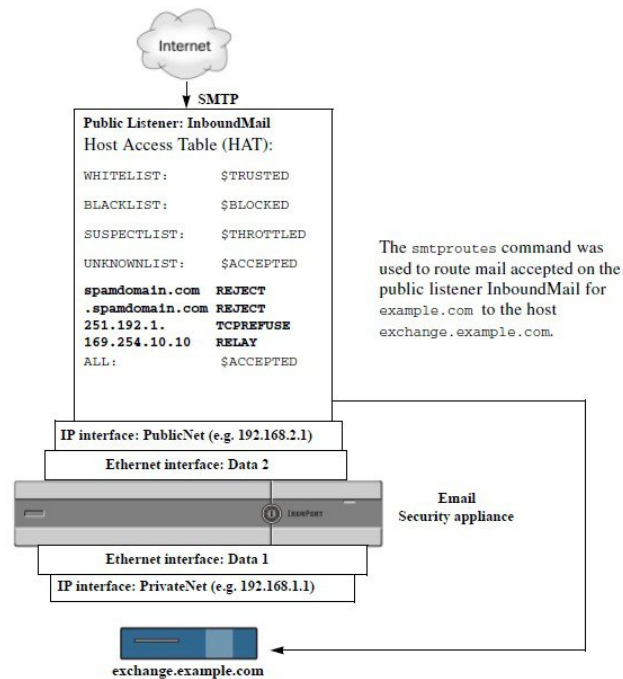 Internet
SMTP
Public Listener: InboundMail
Host Access Table (HAT):
WHITELIST: $TRUSTED
BLACKLIST: $BLOCKED
SUSPECTLIST: $THROTTLED
UNKNOWNLIST: $ACCEPTED
spamdomain.com REJECT
.spamdomain.com REJECT
251.192.1. TCPREFUSE
169.254.10.10 RELAY
ALL: $ACCEPTED
The smtproutes command was
used to route mail accepted on the
public listener InboundMail for
example.com to the host
exchange.example.com.
IP interface: PublicNet (e.g. 192.168.2.1)
Ethernet interface: Data 2
IRONPORT
Email
Security appliance
Ethernet interface: Data 1
IP interface: PrivateNet (e.g. 192.168.1.1)
exchange.example.com